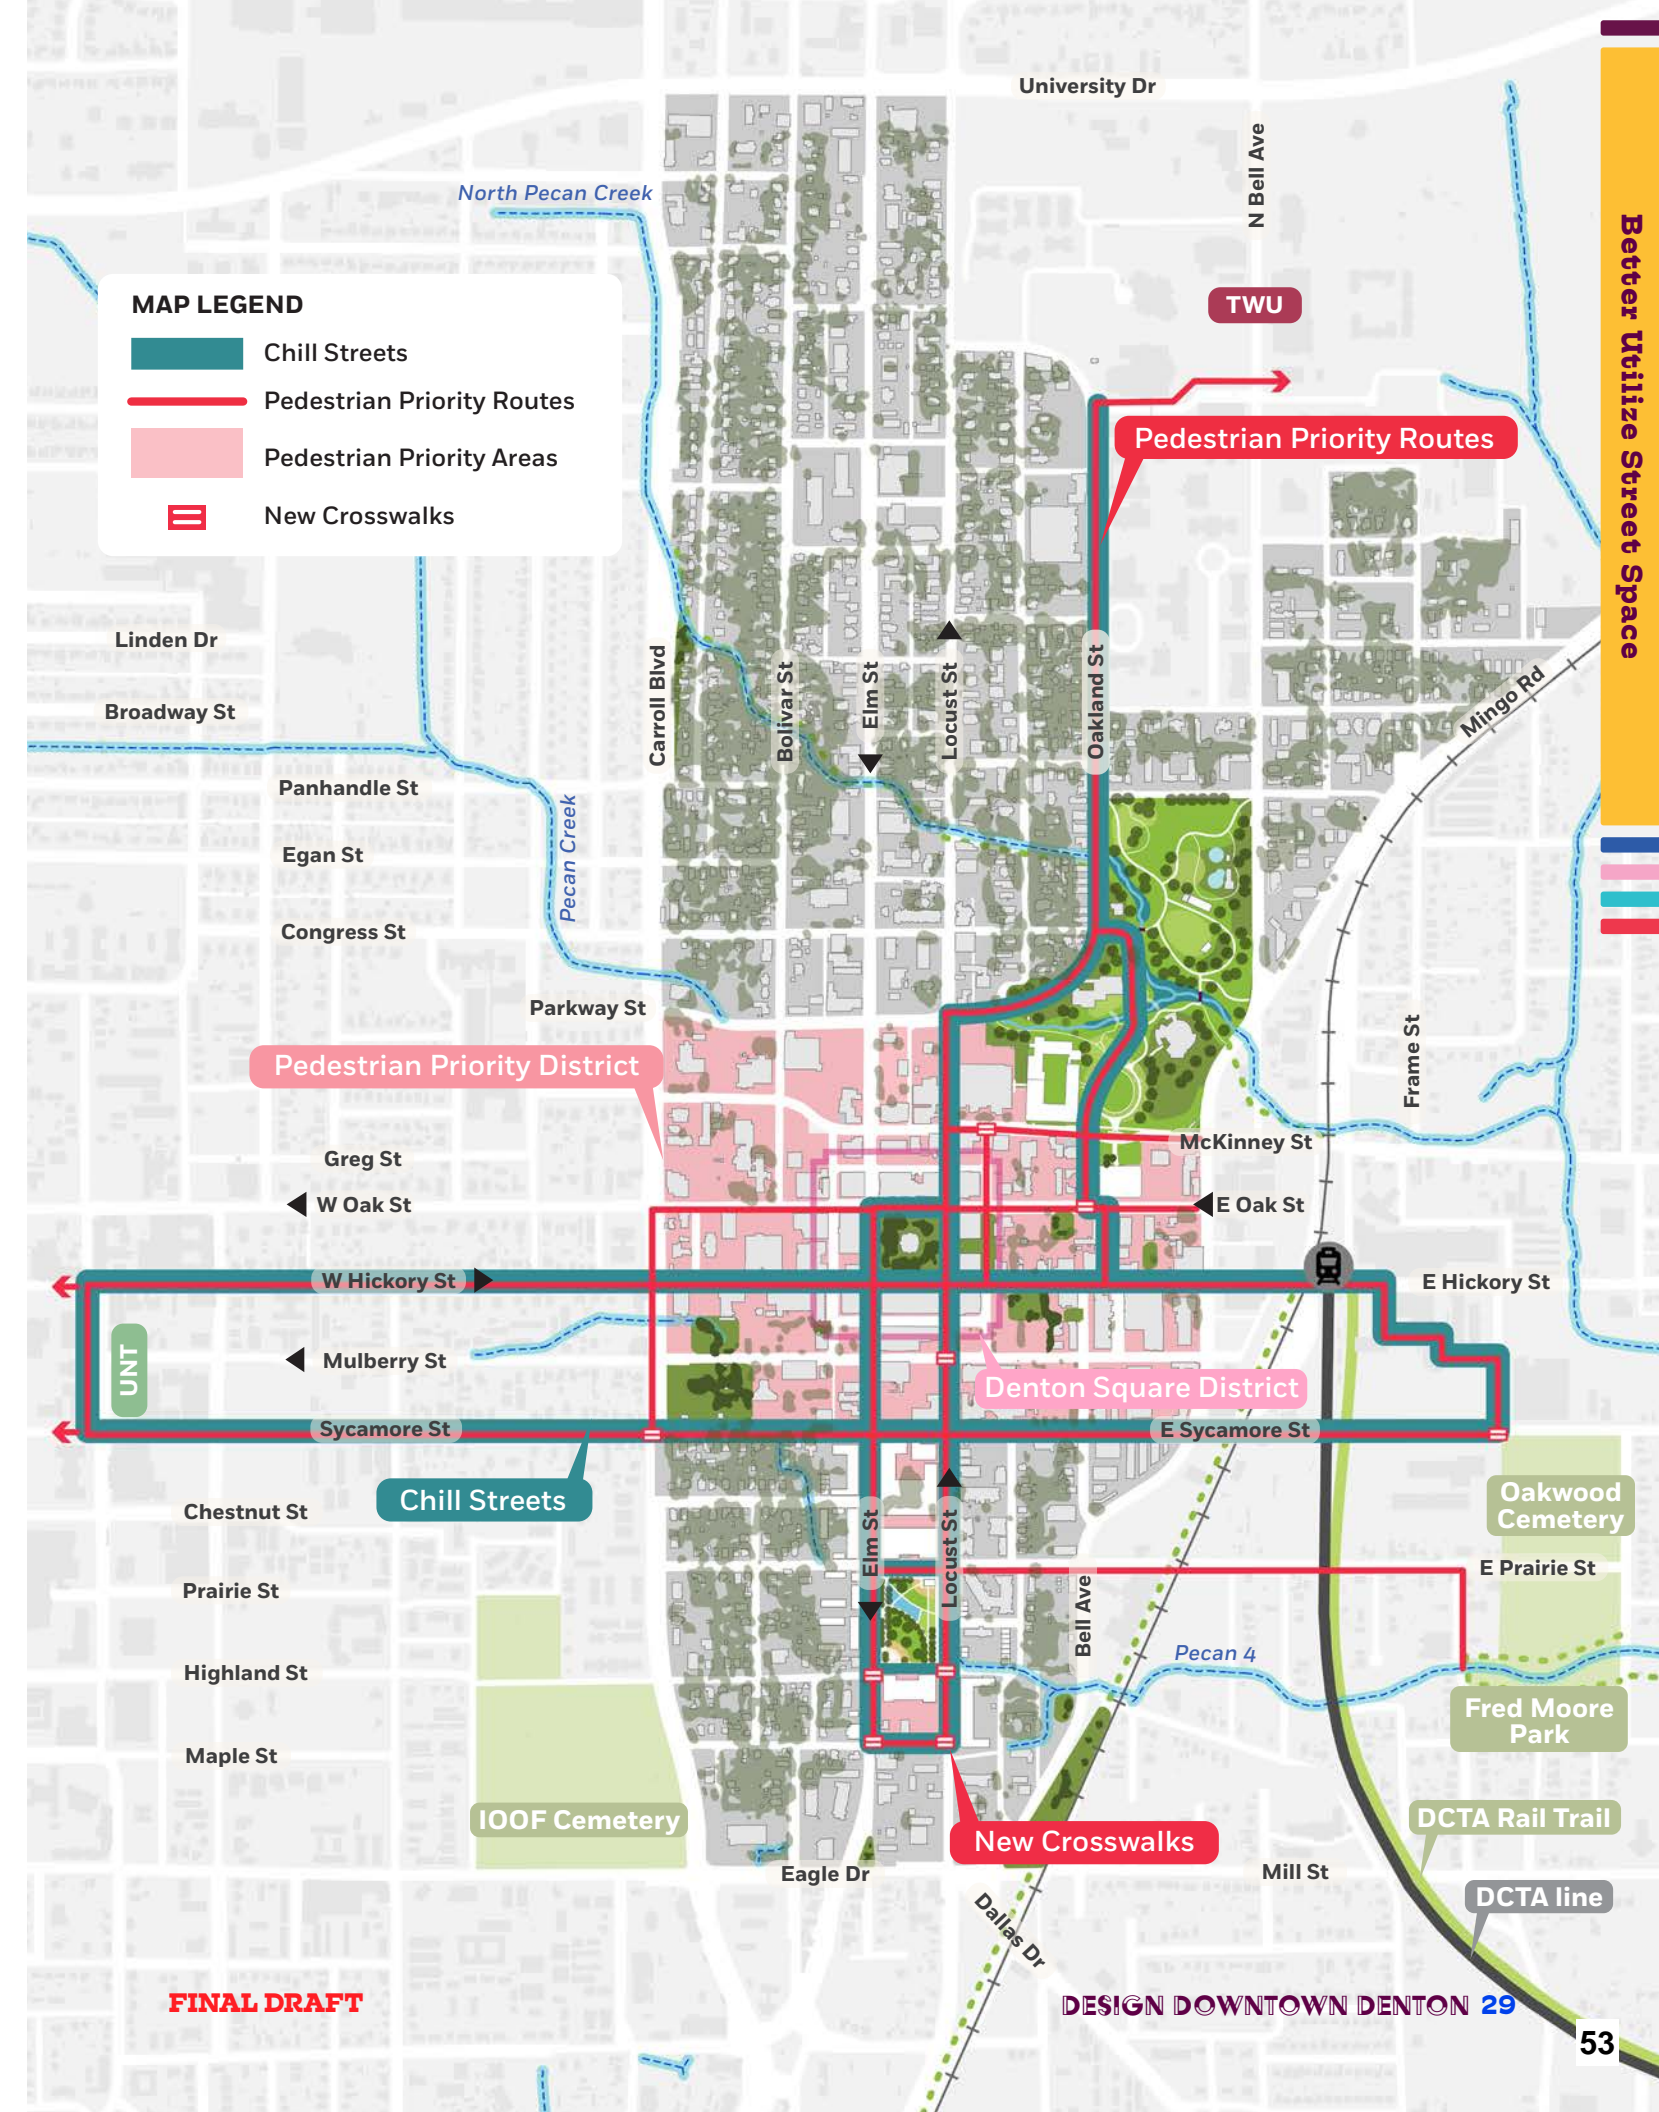 University Dr
N Bell Ave
North Pecan Creek
MAP LEGEND
Chill Streets
Pedestrian Priority Routes
Pedestrian Priority Areas
New Crosswalks
TWU
Pedestrian Priority Routes
Better Utilize Street Space
Linden Dr
Broadway St
Carroll Blvd
Bolivar St
Elm St
Locust St
Oakland St
Mingo Rd
Panhandle St
Egan St
Pecan Creek
Congress St
Parkway St
Frame St
Pedestrian Priority District
McKinney St
Greg St
W Oak St
E Oak St
W Hickory St
E Hickory St
UNT
Mulberry St
Denton Square District
Sycamore St
E Sycamore St
Chill Streets
Chestnut St
Oakwood
Cemetery
Elm St
Locust St
E Prairie St
Prairie St
Bell Ave
Pecan 4
Highland St
Fred Moore
Park
Maple St
IOOF Cemetery
DCTA Rail Trail
New Crosswalks
Eagle Dr
Mill St
DCTA line
Dallas Dr
FINAL DRAFT
DESIGN DOWNTOWN DENTON 29
53